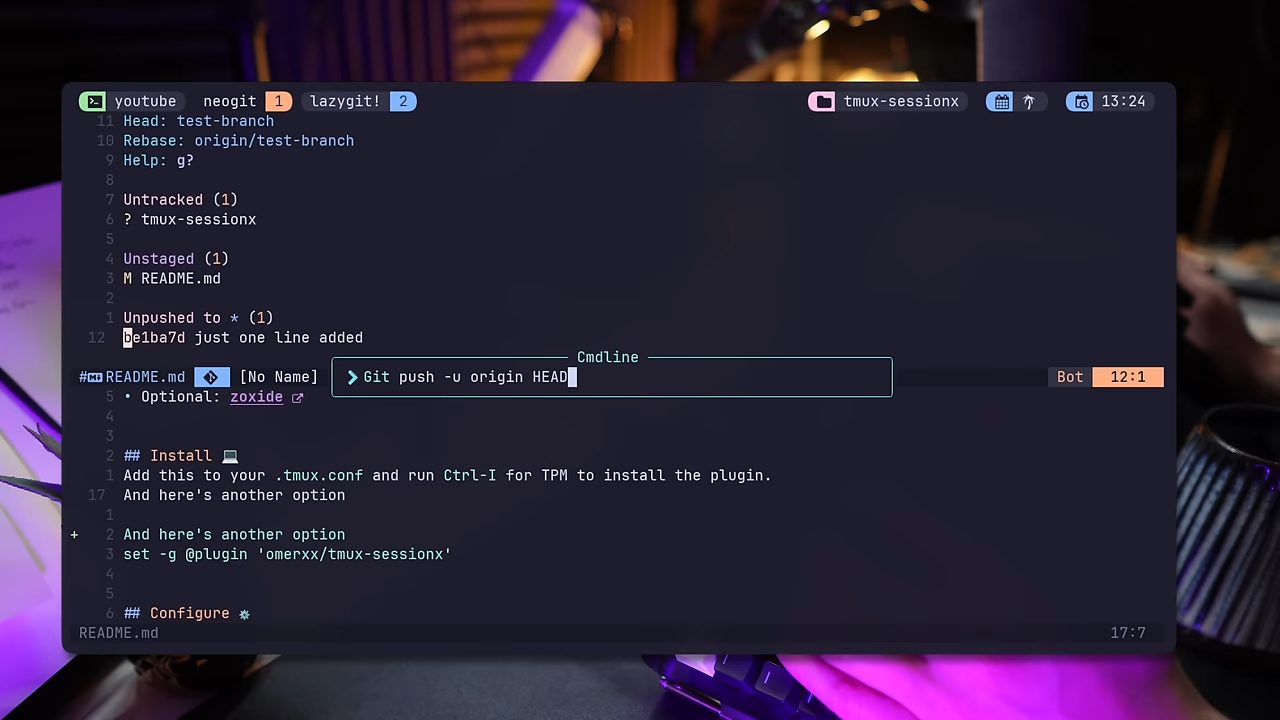 youtube neogit 1 lazygit! 2 tmux-sessionx 13:24
11 Head: test-branch
10 Rebase: origin/test-branch
9 Help: g?
8
7 Untracked (1)
6 ? tmux-sessionx
5
4 Unstaged (1)
3 M README.md
2
1 Unpushed to * (1)
12 be1ba7d just one line added
Cmdline
#README.md [No Name] Git push -u origin HEAD Bot 12:1
5 • Optional: zoxide
4
3
2 ## Install 💻
1 Add this to your .tmux.conf and run Ctrl-I for TPM to install the plugin.
17 And here's another option
1
+ 2 And here's another option
3 set -g @plugin 'omerxx/tmux-sessionx'
4
5
6 ## Configure ⚙
README.md 17:7